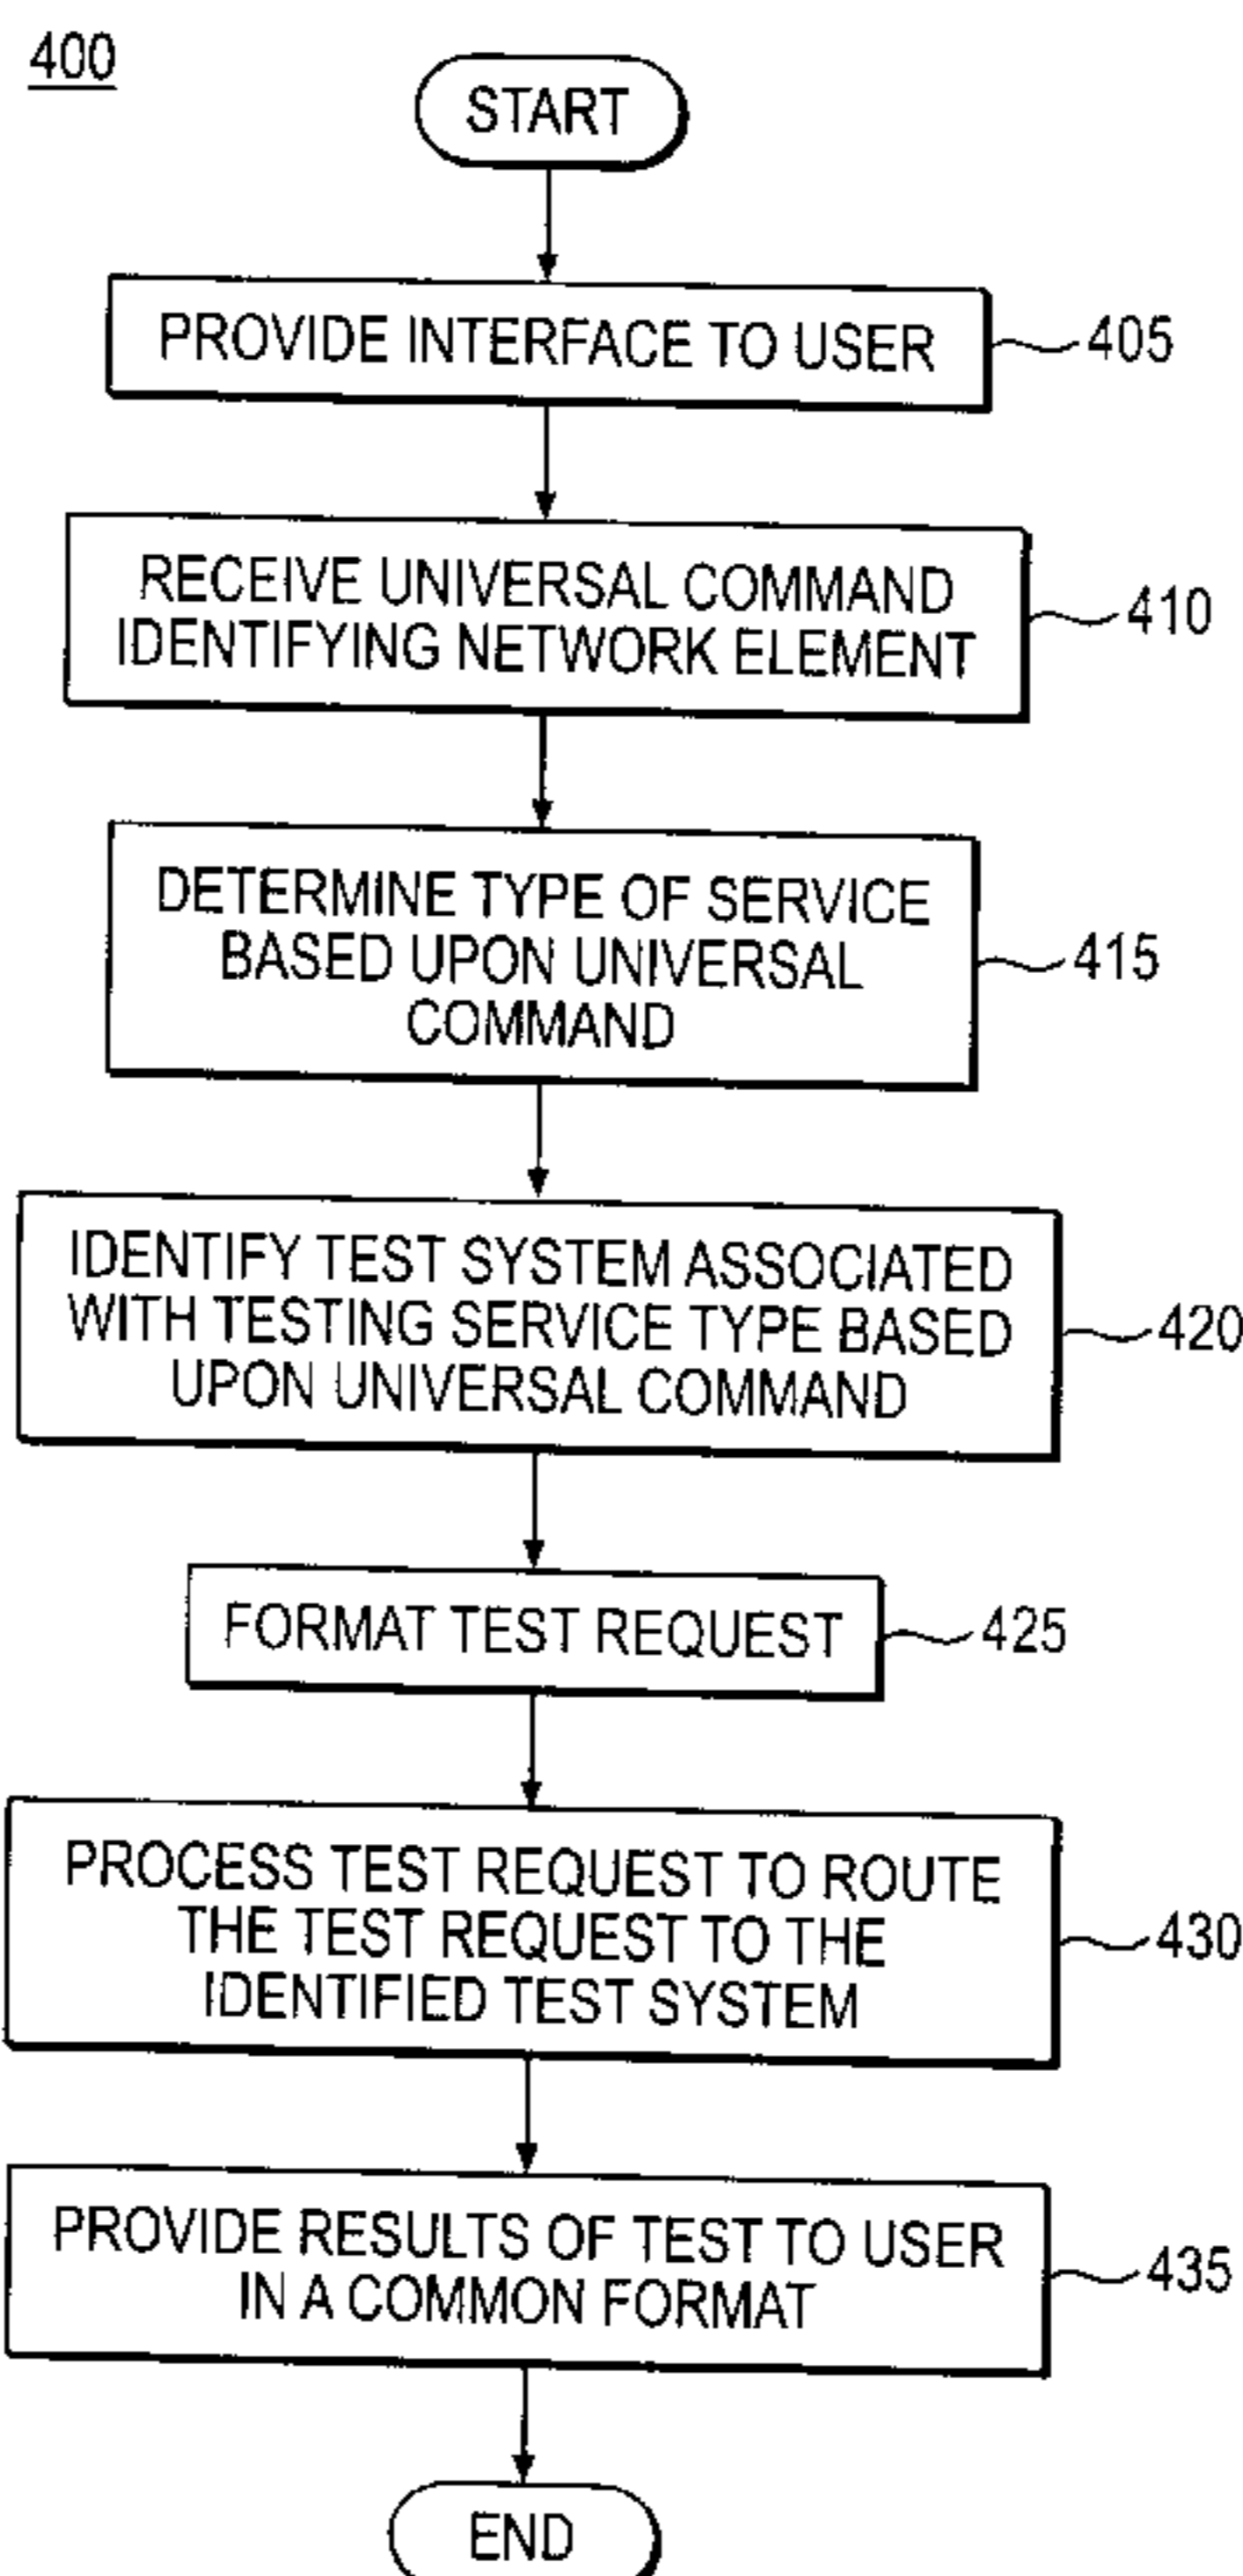 400
START
PROVIDE INTERFACE TO USER
405
RECEIVE UNIVERSAL COMMAND
IDENTIFYING NETWORK ELEMENT
410
DETERMINE TYPE OF SERVICE
BASED UPON UNIVERSAL
COMMAND
415
IDENTIFY TEST SYSTEM ASSOCIATED
WITH TESTING SERVICE TYPE BASED
UPON UNIVERSAL COMMAND
420
FORMAT TEST REQUEST
425
PROCESS TEST REQUEST TO ROUTE
THE TEST REQUEST TO THE
IDENTIFIED TEST SYSTEM
430
PROVIDE RESULTS OF TEST TO USER
IN A COMMON FORMAT
435
END